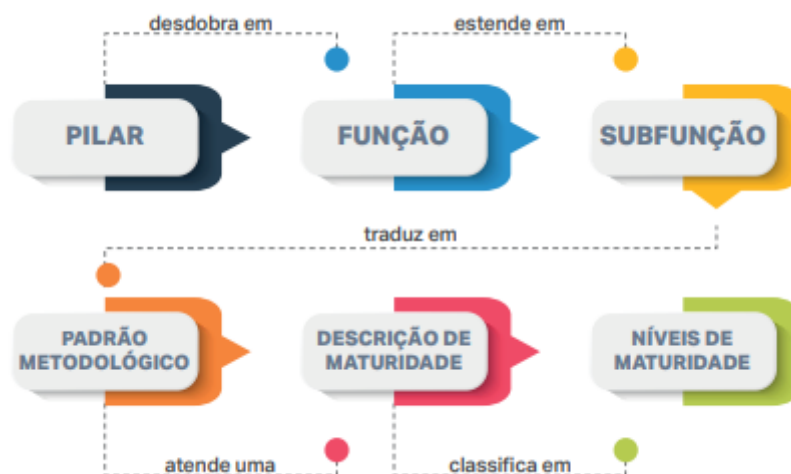 desdobra em
estende em
PILAR
FUNÇÃO
SUBFUNÇÃO
traduz em
PADRÃO
METODOLÓGICO
DESCRIÇÃO DE
MATURIDADE
NÍVEIS DE
MATURIDADE
atende uma
classifica em